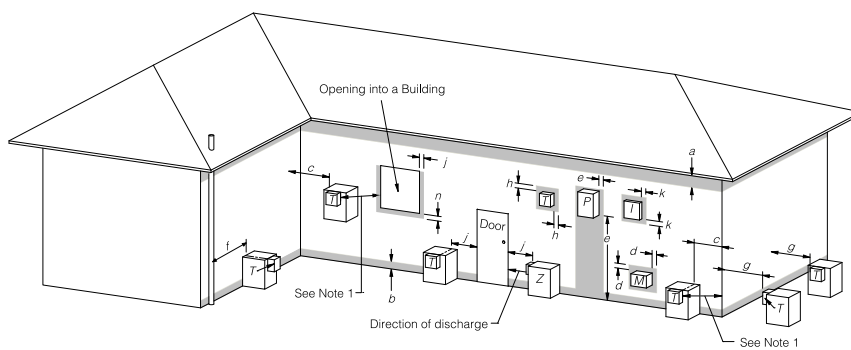 Opening into a Building
a
j
c
T
n
h
T
h
e
P
k
I
k
e
Door
f
T
j
T
j
Z
d
M
d
c
T
g
T
g
T
b
See Note 1
Direction of discharge
See Note 1